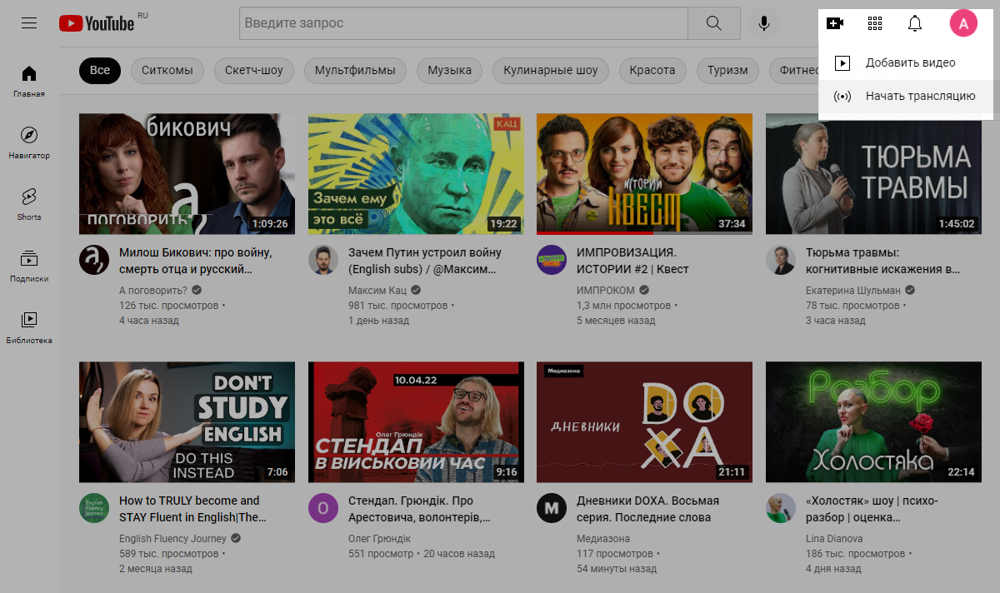 YouTube RU
Введите запрос
A
Добавить видео
Начать трансляцию
Все
Ситкомы
Скетч-шоу
Мультфильмы
Музыка
Кулинарные шоу
Красота
Туризм
Фитнес
Главная
Навигатор
Shorts
Подписки
Библиотека
бикович
а?
поговорить
1:09:26
КАЦ
Зачем ему
это всё
19:22
ИСТОРИИ
КВЕСТ
37:34
ТЮРЬМА
ТРАВМЫ
1:45:02
а,
Милош Бикович: про войну,
смерть отца и русский…
А поговорить?
126 тыс. просмотров •
4 часа назад
Зачем Путин устроил войну
(English subs) / @Максим…
Максим Кац
981 тыс. просмотров •
1 день назад
ИМПРОВИЗАЦИЯ.
ИСТОРИИ #2 | Квест
ИМПРОКОМ
1,3 млн просмотров •
5 месяцев назад
Тюрьма травмы:
когнитивные искажения в…
Екатерина Шульман
78 тыс. просмотров •
3 часа назад
DON'T
STUDY
ENGLISH
DO THIS
INSTEAD
7:06
10.04.22
Олег Грюндік
СТЕНДАП
В ВІЙСЬКОВИЙ ЧАС
9:16
Медиазона
ДНЕВНИКИ
DOXA
21:11
Разбор
Холостяка
22:14
English
Fluency
Journey
How to TRULY become and
STAY Fluent in English|The…
English Fluency Journey
589 тыс. просмотров •
2 месяца назад
O
Стендап. Грюндік. Про
Арестовича, волонтерів,…
Олег Грюндік
551 просмотр • 20 часов назад
M
Дневники DOXA. Восьмая
серия. Последние слова
Медиазона
117 просмотров •
54 минуты назад
«Холостяк» шоу | психо-
разбор | оценка…
Lina Dianova
186 тыс. просмотров •
4 дня назад